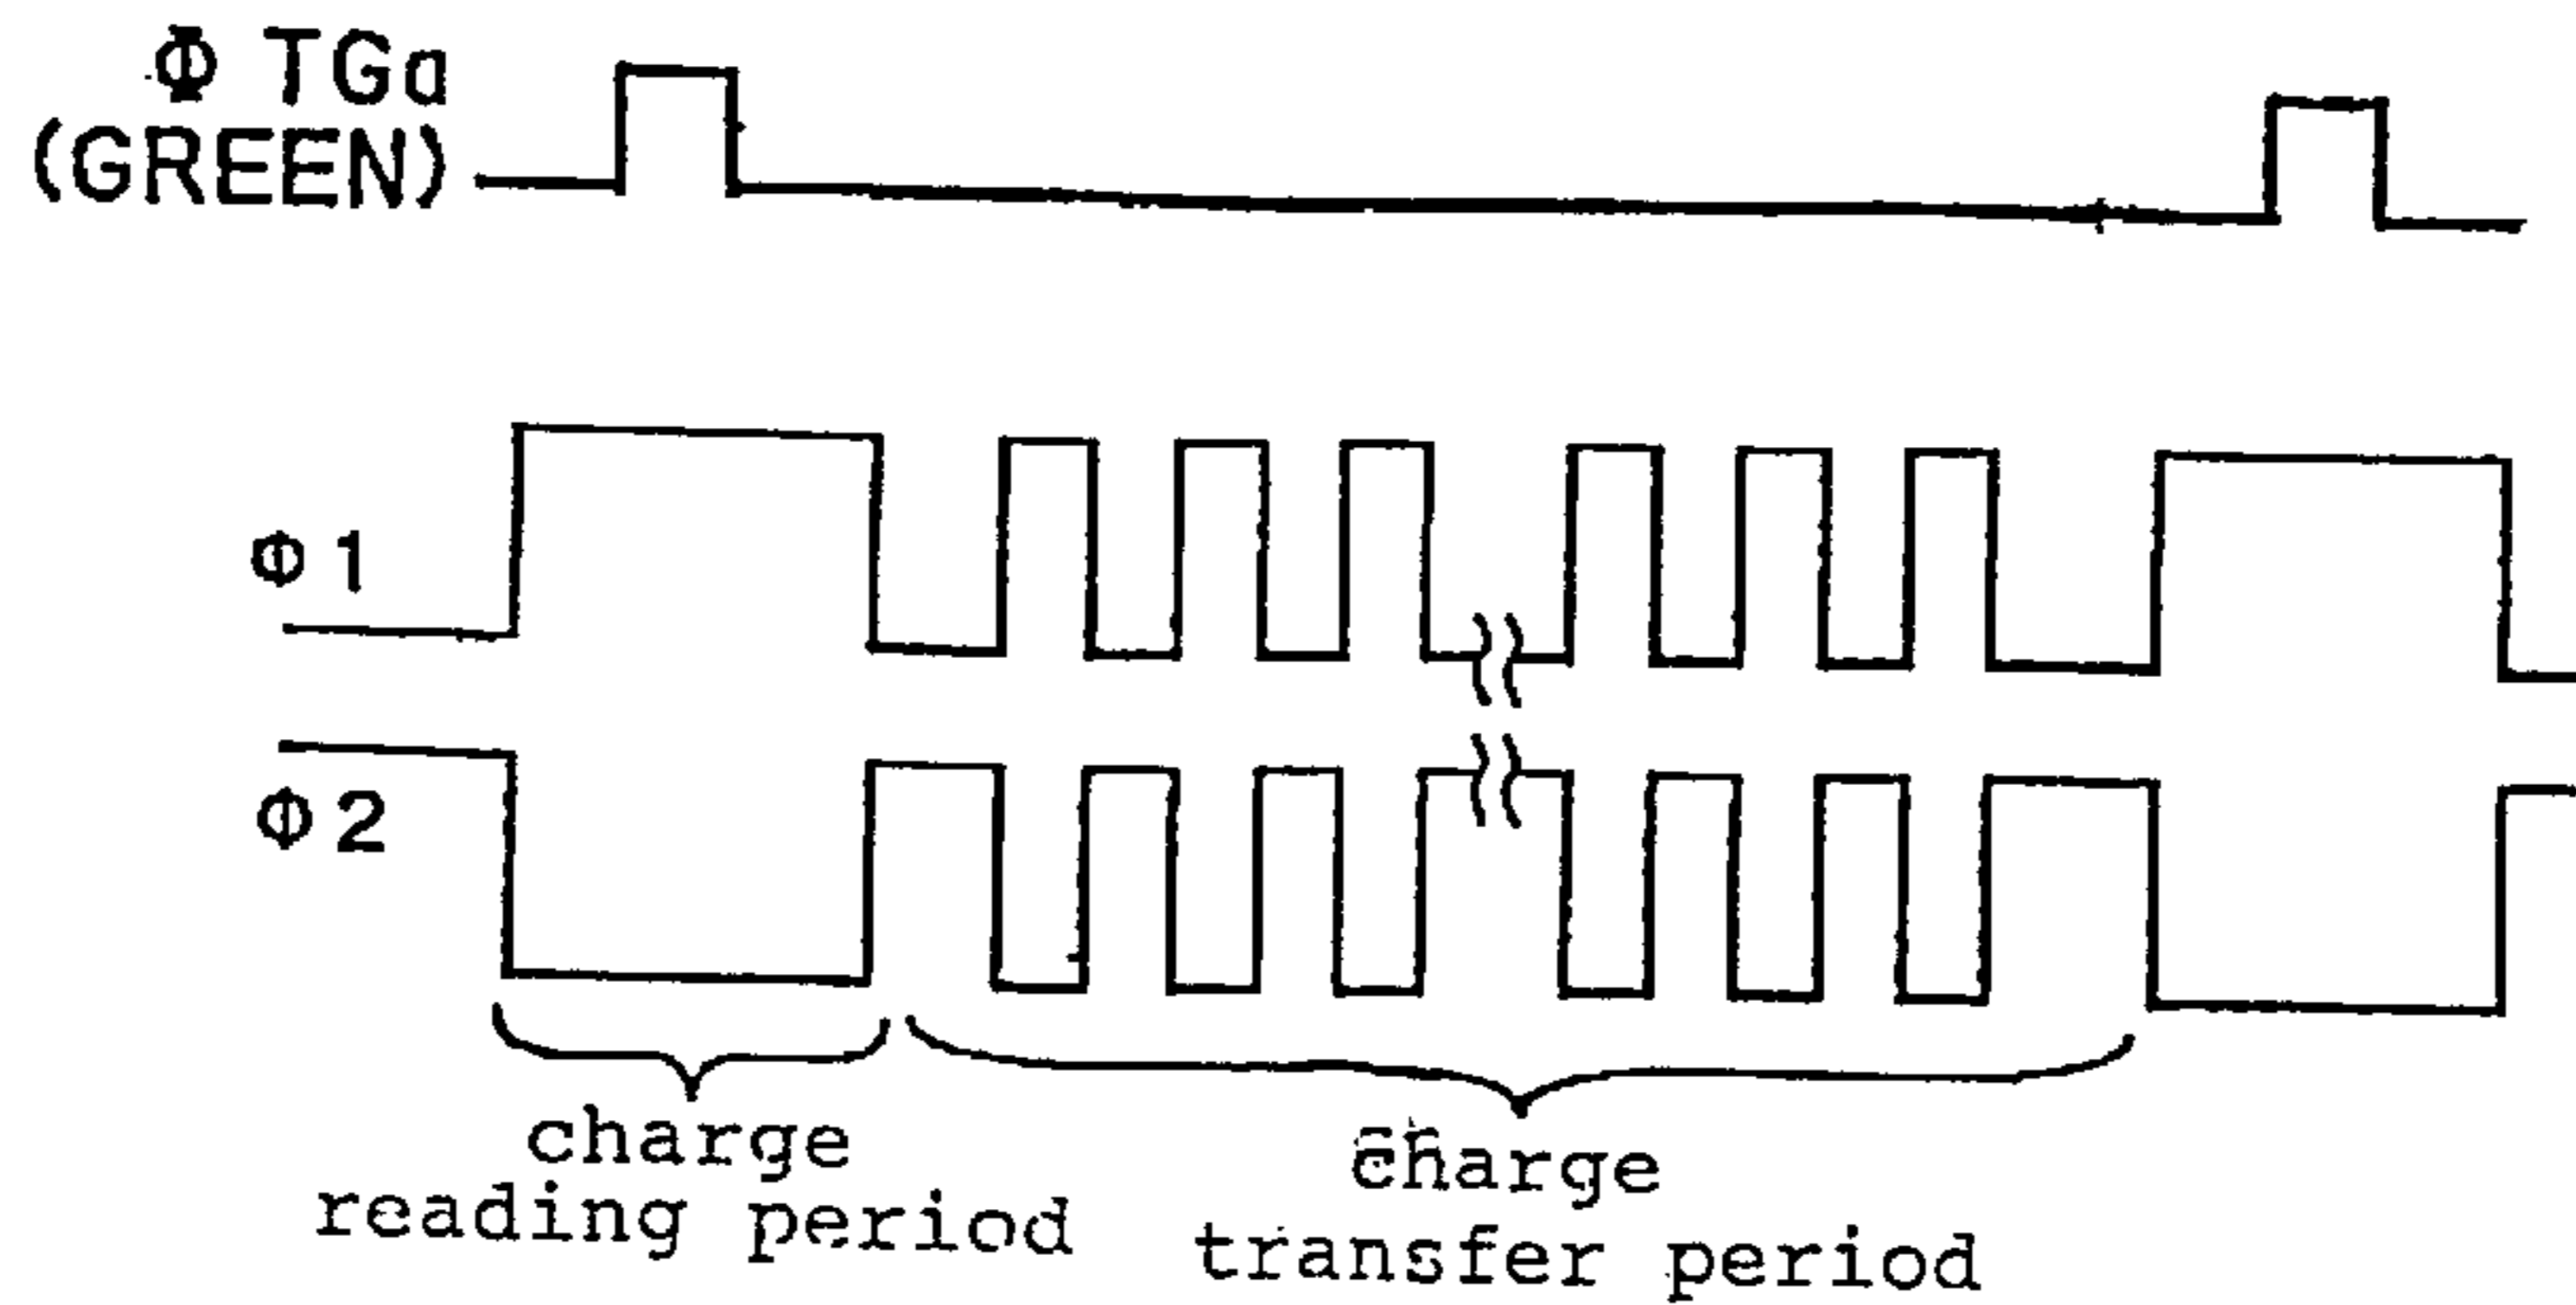 Φ TGa
(GREEN)
Φ1
Φ2
charge
reading period
charge
transfer period